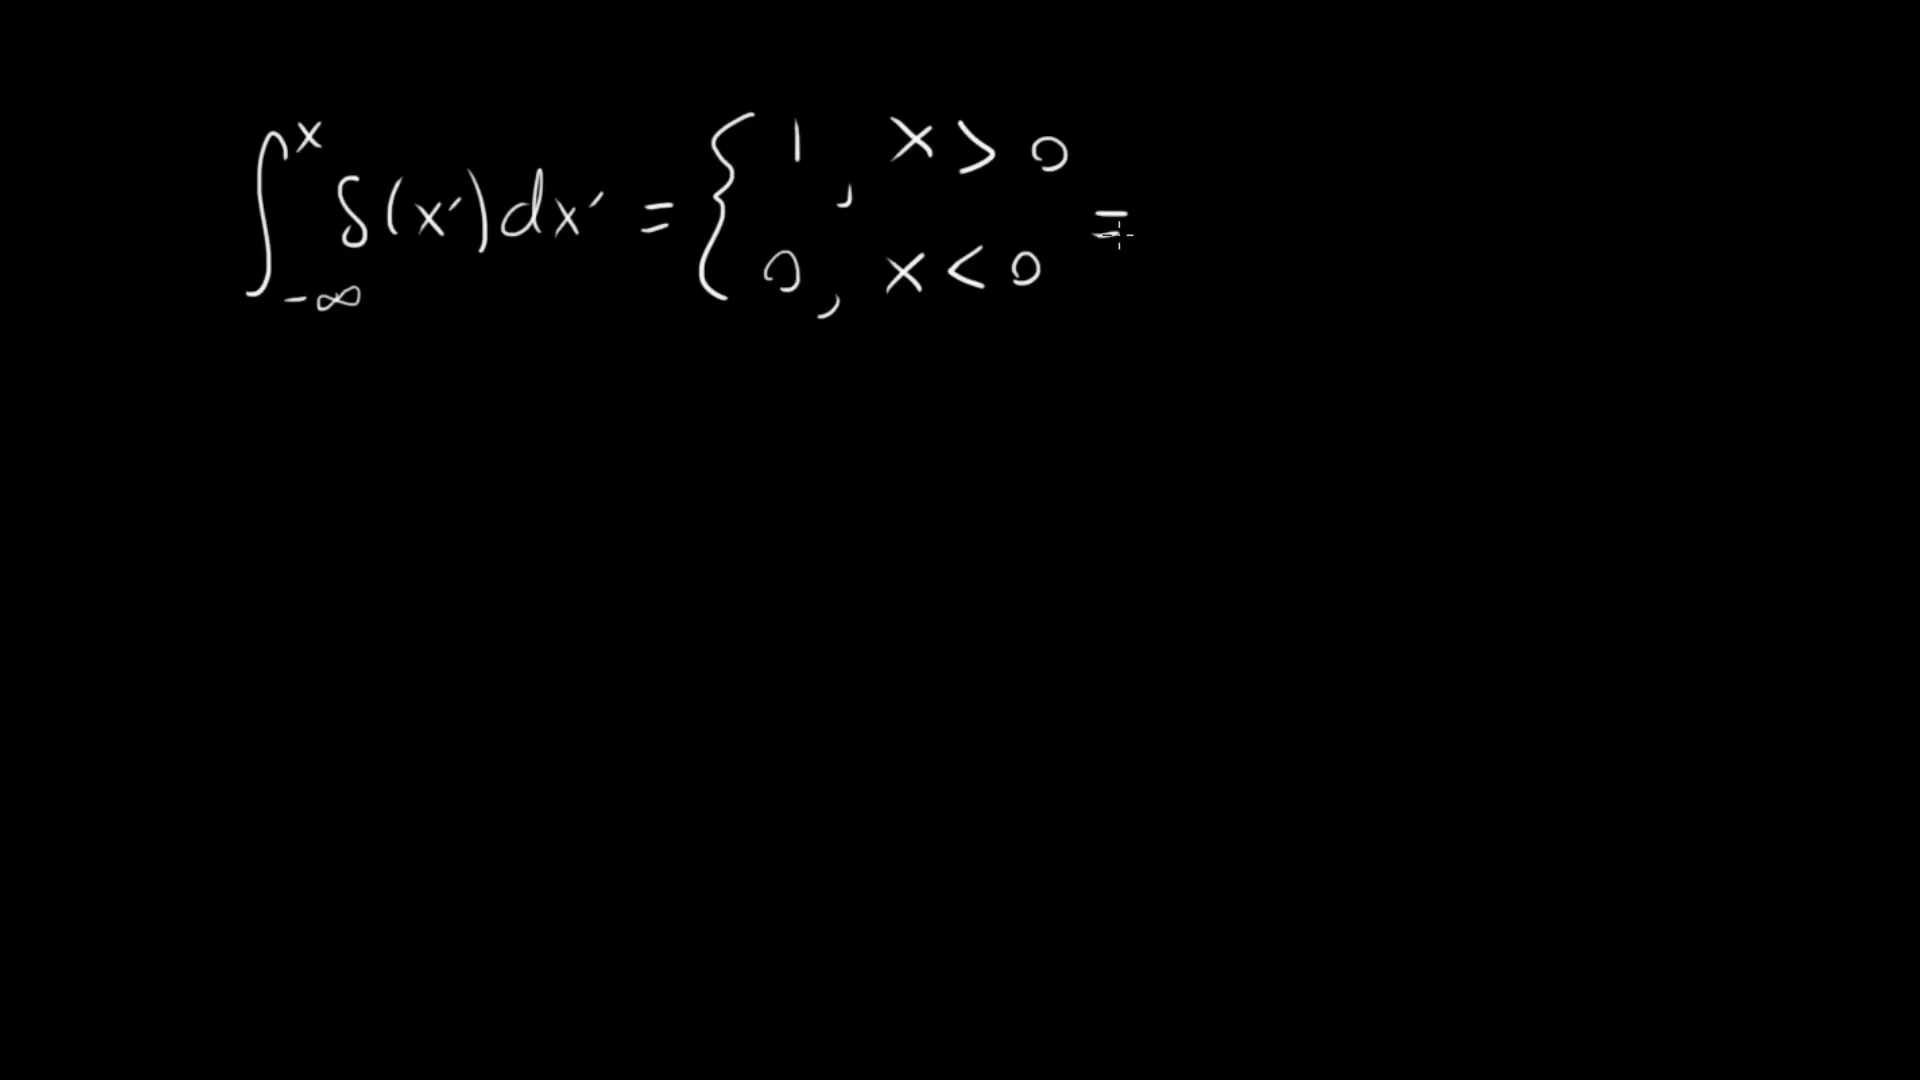 ∫_{-∞}^{x} δ(x′)dx′ = { 1, x > 0 ; 0, x < 0 =